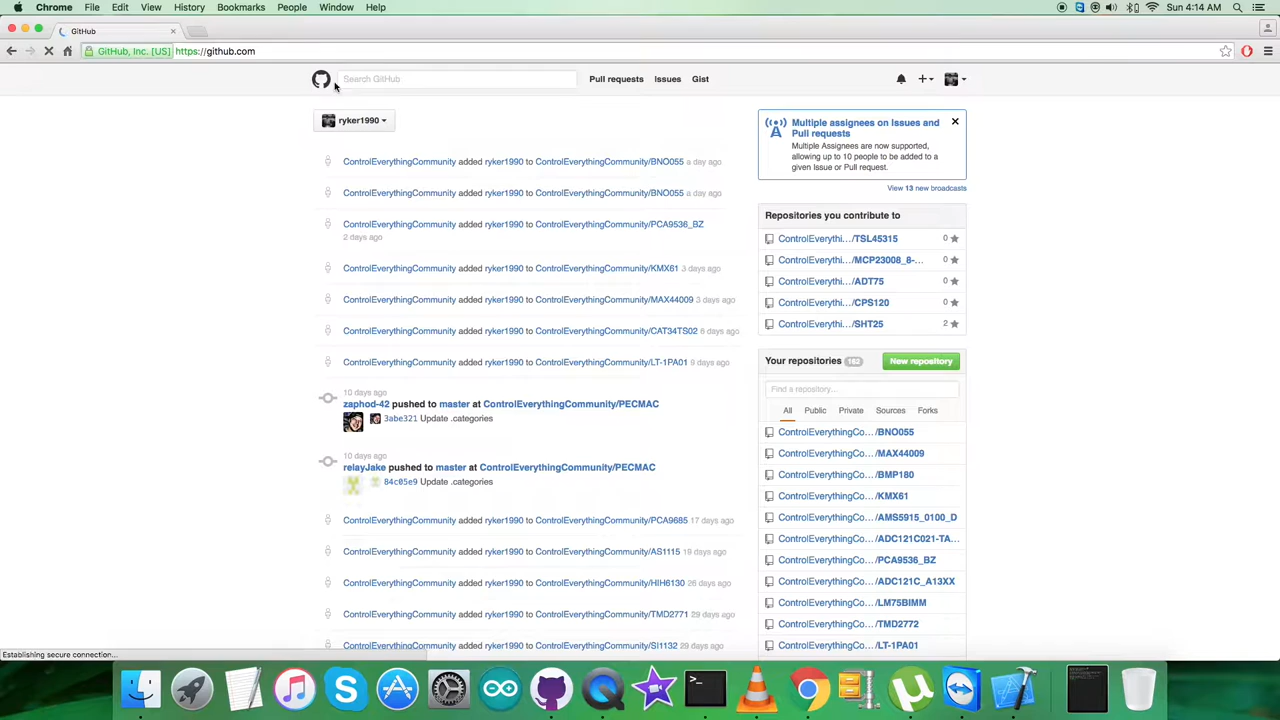 Chrome File Edit View History Bookmarks People Window Help Sun 4:14 AM
GitHub
GitHub, Inc. [US] https://github.com
Search GitHub Pull requests Issues Gist
ryker1990
ControlEverythingCommunity added ryker1990 to ControlEverythingCommunity/BNO055 a day ago
ControlEverythingCommunity added ryker1990 to ControlEverythingCommunity/BNO055 a day ago
ControlEverythingCommunity added ryker1990 to ControlEverythingCommunity/PCA9536_BZ
2 days ago
ControlEverythingCommunity added ryker1990 to ControlEverythingCommunity/KMX61 3 days ago
ControlEverythingCommunity added ryker1990 to ControlEverythingCommunity/MAX44009 3 days ago
ControlEverythingCommunity added ryker1990 to ControlEverythingCommunity/CAT34TS02 6 days ago
ControlEverythingCommunity added ryker1990 to ControlEverythingCommunity/LT-1PA01 9 days ago
10 days ago
zaphod-42 pushed to master at ControlEverythingCommunity/PECMAC
3abe321 Update .categories
10 days ago
relayJake pushed to master at ControlEverythingCommunity/PECMAC
84c05e9 Update .categories
ControlEverythingCommunity added ryker1990 to ControlEverythingCommunity/PCA9685 17 days ago
ControlEverythingCommunity added ryker1990 to ControlEverythingCommunity/AS1115 19 days ago
ControlEverythingCommunity added ryker1990 to ControlEverythingCommunity/HIH6130 26 days ago
ControlEverythingCommunity added ryker1990 to ControlEverythingCommunity/TMD2771 29 days ago
ControlEverythingCommunity added ryker1990 to ControlEverythingCommunity/SI1132 29 days ago
Multiple assignees on Issues and
Pull requests
Multiple Assignees are now supported,
allowing up to 10 people to be added to a
given Issue or Pull request.
View 13 new broadcasts
Repositories you contribute to
ControlEverythi…/TSL45315 0
ControlEverythi…/MCP23008_8-… 0
ControlEverythi…/ADT75 0
ControlEverythi…/CPS120 0
ControlEverythi…/SHT25 2
Your repositories 162 New repository
Find a repository…
All Public Private Sources Forks
ControlEverythingCo…/BNO055
ControlEverythingCo…/MAX44009
ControlEverythingCo…/BMP180
ControlEverythingCo…/KMX61
ControlEverythingCo…/AMS5915_0100_D
ControlEverythingCo…/ADC121C021-TA…
ControlEverythingCo…/PCA9536_BZ
ControlEverythingCo…/ADC121C_A13XX
ControlEverythingCo…/LM75BIMM
ControlEverythingCo…/TMD2772
ControlEverythingCo…/LT-1PA01
Establishing secure connection…